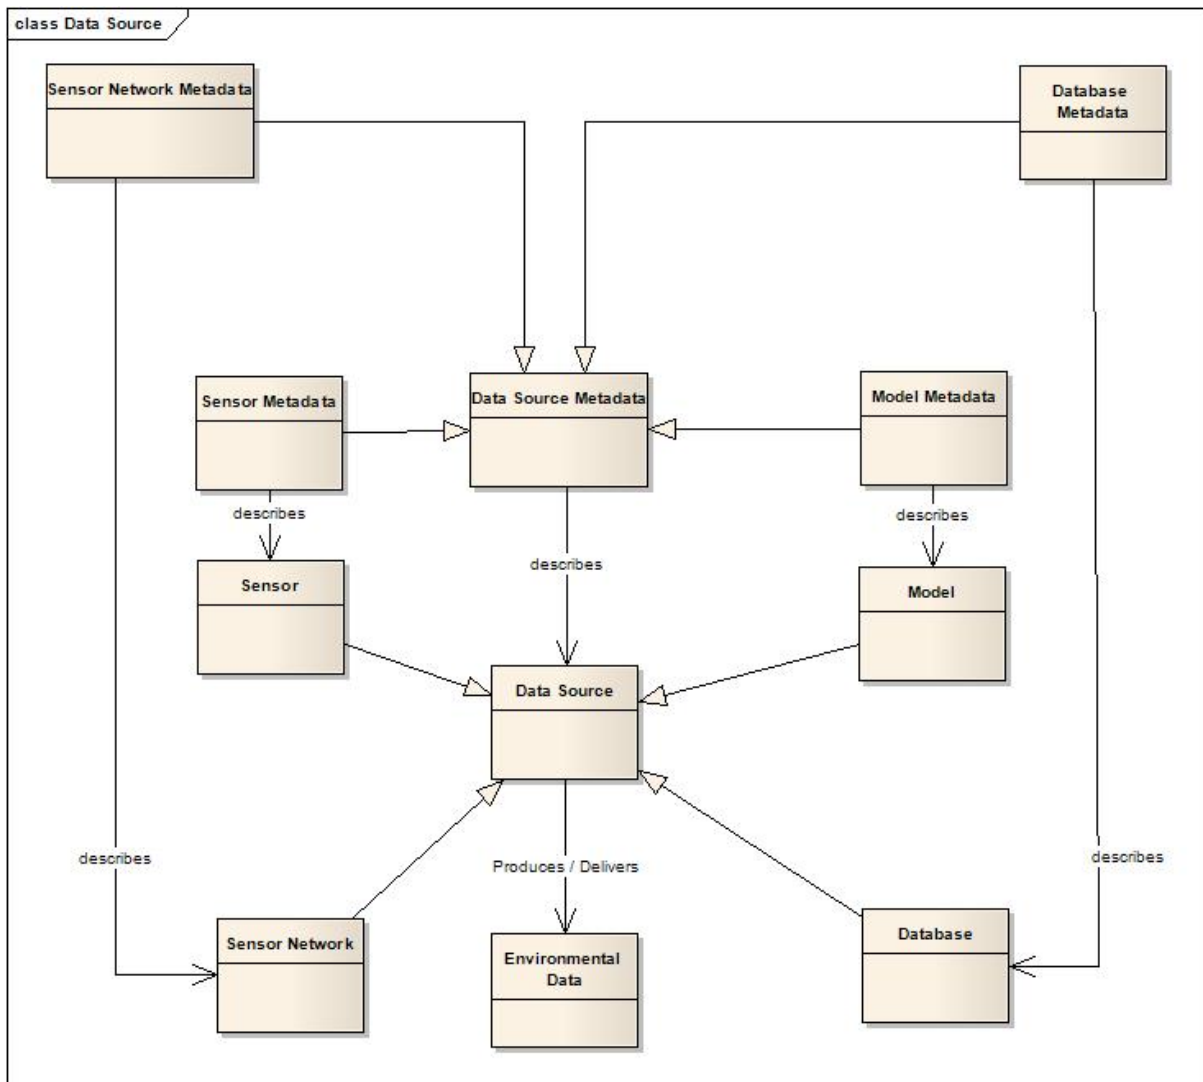 class Data Source
Sensor Network Metadata
Database
Metadata
Sensor Metadata
Data Source Metadata
Model Metadata
describes
describes
describes
Sensor
Model
Data Source
describes
Produces / Delivers
describes
Sensor Network
Environmental
Data
Database